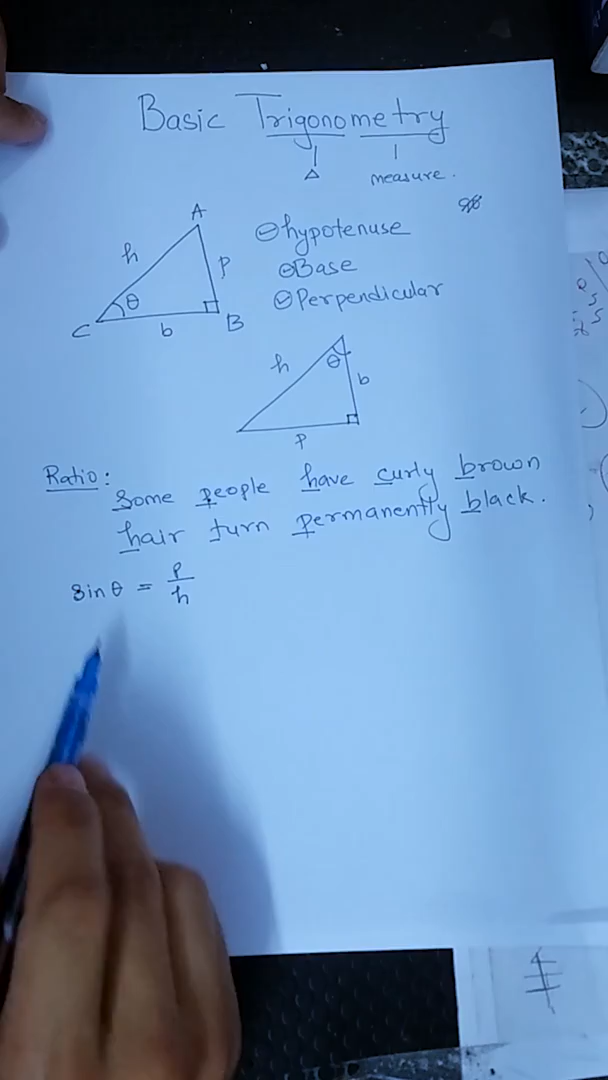 Basic Trigonometry
Δ measure.
A
h p
θ
C b B
hypotenuse
Base
Perpendicular
h θ b
p
Ratio:
Some people have curly brown
hair turn permanently black.
sin θ = p/h